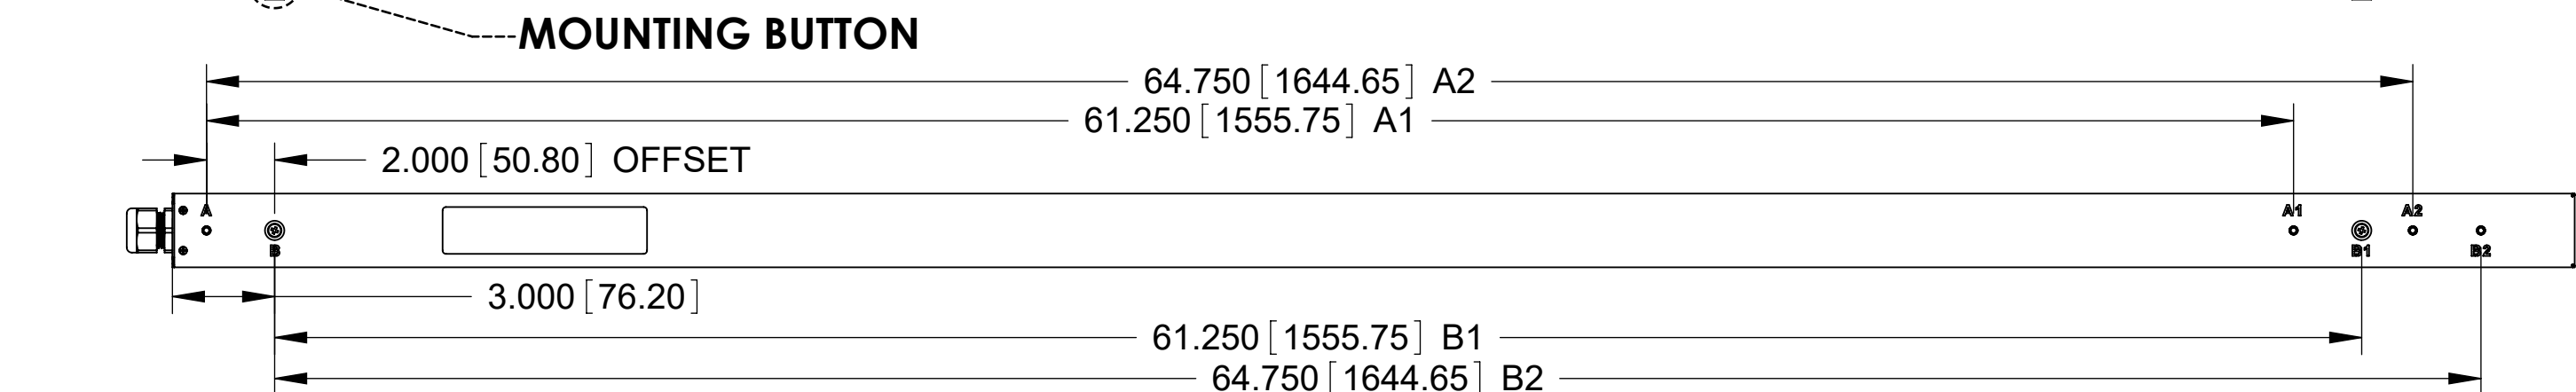 MOUNTING BUTTON
64.750 [1644.65] A2
61.250 [1555.75] A1
2.000 [50.80] OFFSET
A A1 A2
B B1 B2
3.000 [76.20]
61.250 [1555.75] B1
64.750 [1644.65] B2